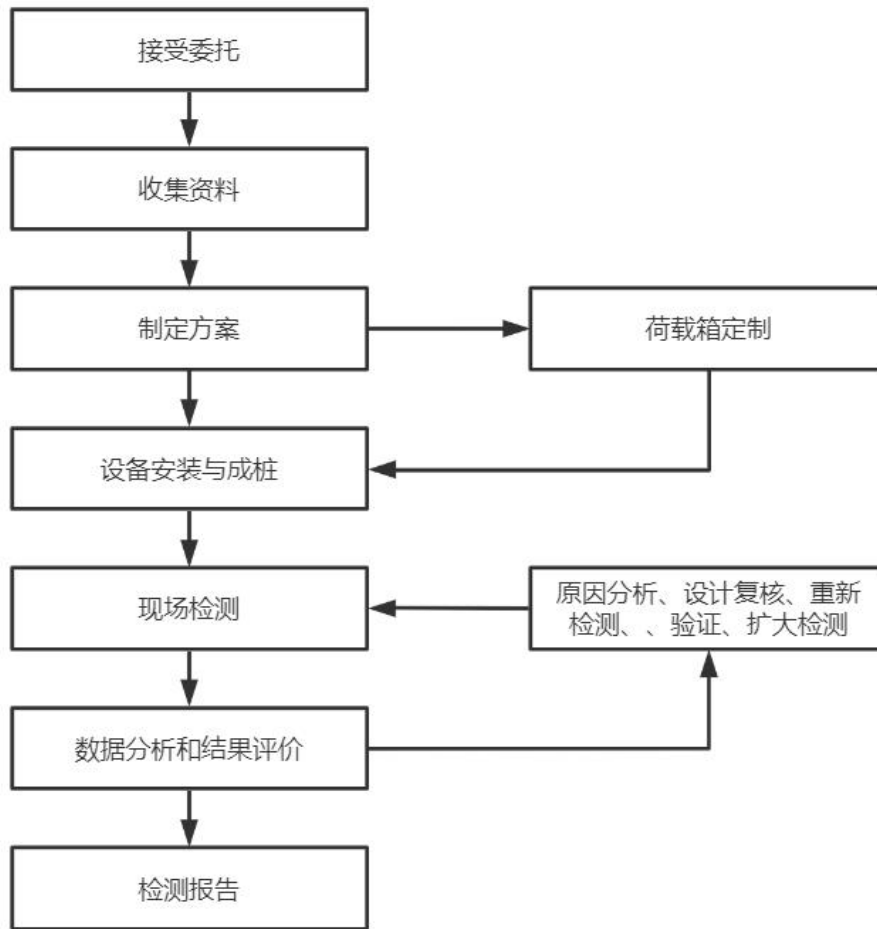 接受委托
收集资料
制定方案
荷载箱定制
设备安装与成桩
现场检测
原因分析、设计复核、重新
检测、、验证、扩大检测
数据分析和结果评价
检测报告